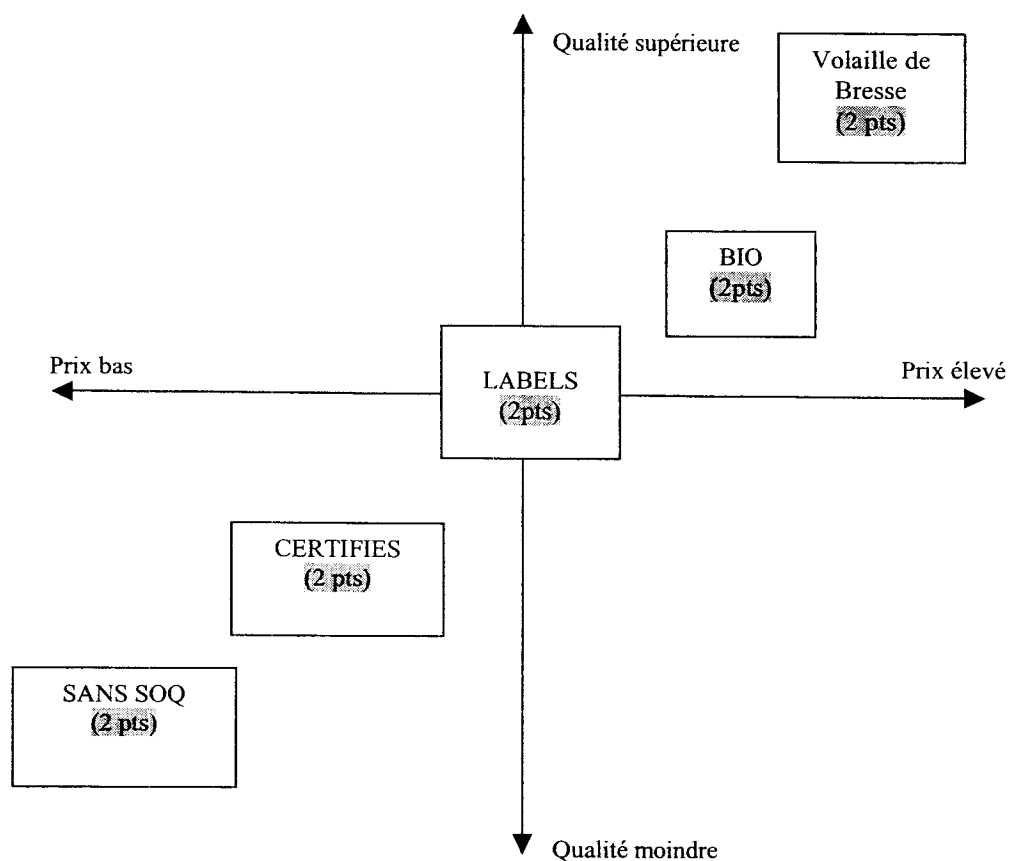 Qualité supérieure
Volaille de
Bresse
(2 pts)
BIO
(2pts)
Prix bas
Prix élevé
LABELS
(2pts)
CERTIFIES
(2 pts)
SANS SOQ
(2 pts)
Qualité moindre